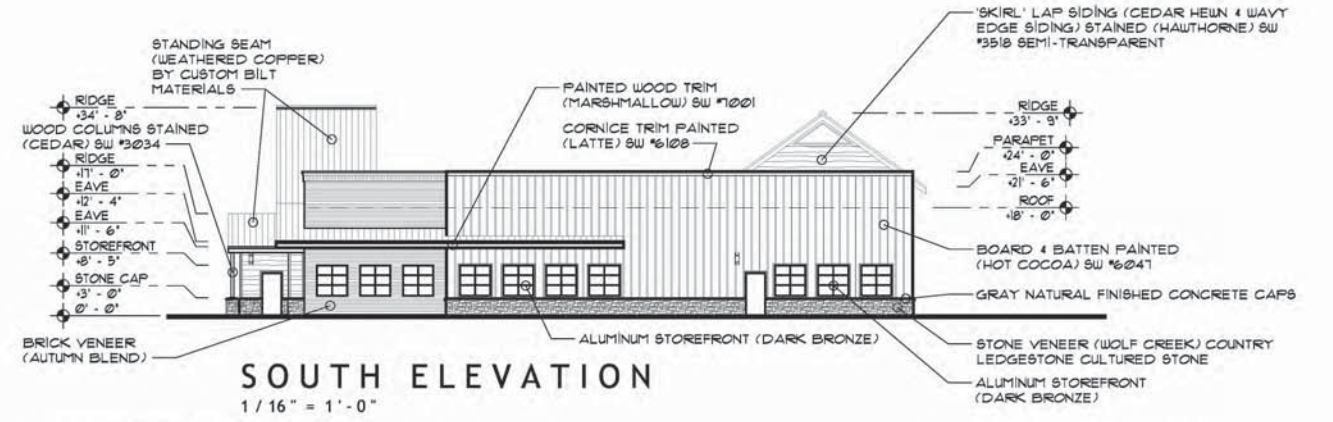 'SKIRL' LAP SIDING (CEDAR HEWN & WAVY
EDGE SIDING) STAINED (HAWTHORNE) SW
#3518 SEMI-TRANSPARENT
STANDING SEAM
(WEATHERED COPPER)
BY CUSTOM BILT
MATERIALS
PAINTED WOOD TRIM
(MARSHMALLOW) SW #7001
CORNICE TRIM PAINTED
(LATTE) SW #6108
RIDGE
+34' - 8"
WOOD COLUMNS STAINED
(CEDAR) SW #3034
RIDGE
+17' - 0"
EAVE
+12' - 4"
EAVE
+11' - 6"
STOREFRONT
+8' - 5"
STONE CAP
+3' - 0"
0' - 0"
BRICK VENEER
(AUTUMN BLEND)
RIDGE
+33' - 9"
PARAPET
+24' - 0"
EAVE
+21' - 6"
ROOF
+18' - 0"
BOARD & BATTEN PAINTED
(HOT COCOA) SW #6047
GRAY NATURAL FINISHED CONCRETE CAPS
ALUMINUM STOREFRONT (DARK BRONZE)
STONE VENEER (WOLF CREEK) COUNTRY
LEDGESTONE CULTURED STONE
ALUMINUM STOREFRONT
(DARK BRONZE)
SOUTH ELEVATION
1/16" = 1'-0"